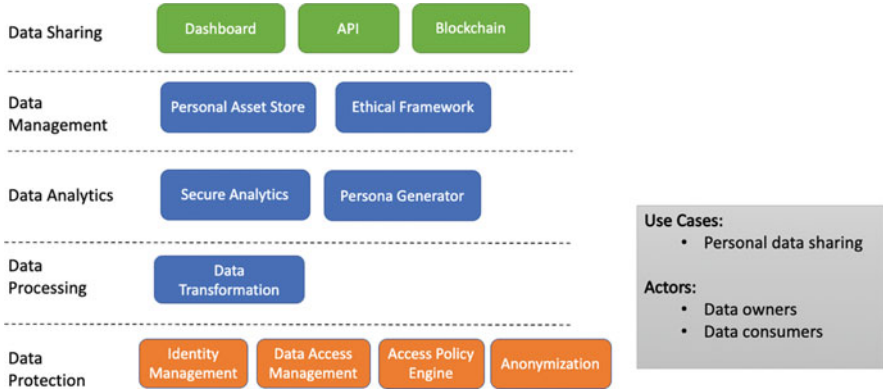 Data Sharing
Dashboard
API
Blockchain
Data
Management
Personal Asset Store
Ethical Framework
Data Analytics
Secure Analytics
Persona Generator
Data
Processing
Data
Transformation
Data
Protection
Identity
Management
Data Access
Management
Access Policy
Engine
Anonymization
Use Cases:
• Personal data sharing
Actors:
• Data owners
• Data consumers